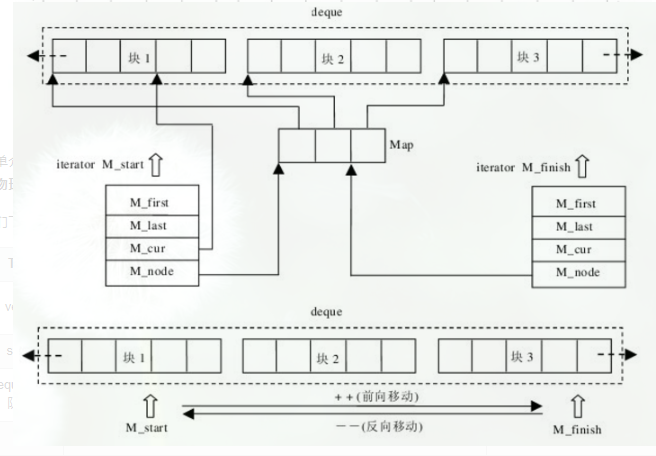 deque
块 1
块 2
块 3
Map
iterator M_start
iterator M_finish
M_first
M_last
M_cur
M_node
M_first
M_last
M_cur
M_node
deque
块 1
块 2
块 3
++(前向移动)
−−(反向移动)
M_start
M_finish